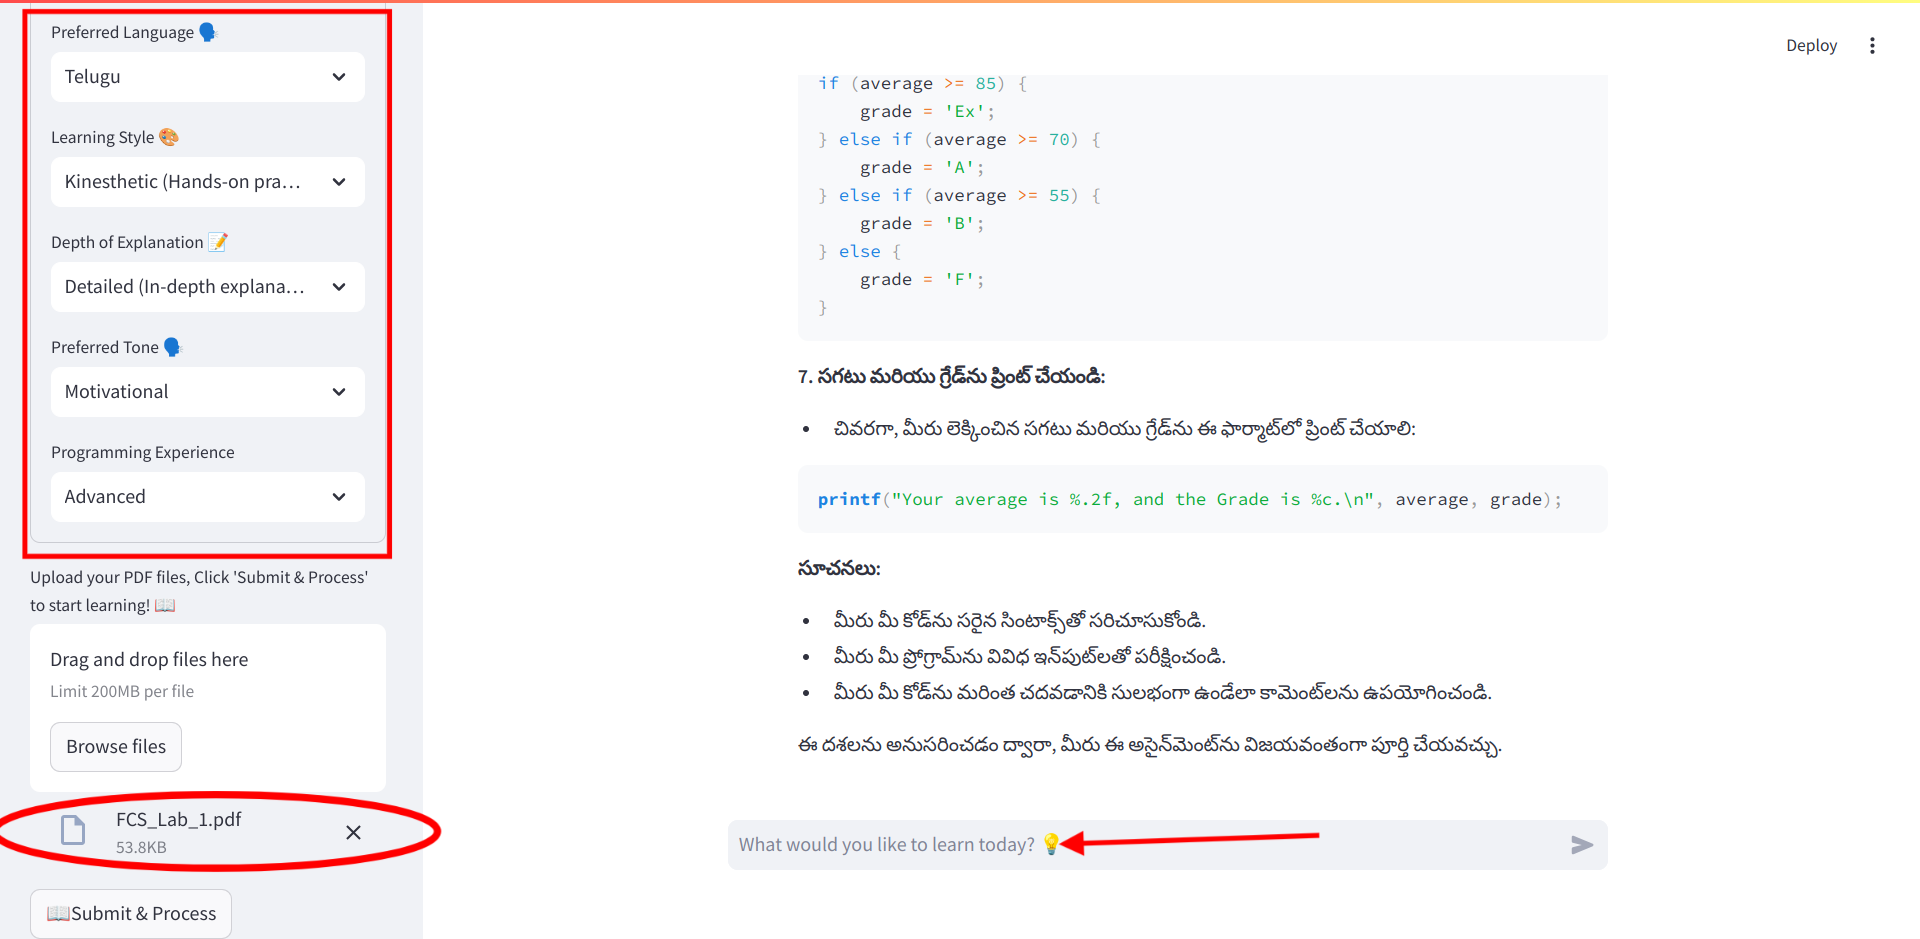 Preferred Language 🗣️
Telugu
Learning Style 🎨
Kinesthetic (Hands-on pra...
Depth of Explanation 📝
Detailed (In-depth explana...
Preferred Tone 🗣️
Motivational
Programming Experience
Advanced
Upload your PDF files, Click 'Submit & Process'
to start learning! 📖
Drag and drop files here
Limit 200MB per file
Browse files
FCS_Lab_1.pdf
53.8KB
📖Submit & Process
Deploy
if (average >= 85) {
    grade = 'Ex';
} else if (average >= 70) {
    grade = 'A';
} else if (average >= 55) {
    grade = 'B';
} else {
    grade = 'F';
}
7. సగటు మరియు గ్రేడ్‌ను ప్రింట్ చేయండి:
• చివరగా, మీరు లెక్కించిన సగటు మరియు గ్రేడ్‌ను ఈ ఫార్మాట్‌లో ప్రింట్ చేయాలి:
printf("Your average is %.2f, and the Grade is %c.\n", average, grade);
సూచనలు:
• మీరు మీ కోడ్‌ను సరైన సింటాక్స్‌తో సరిచూసుకోండి.
• మీరు మీ ప్రోగ్రామ్‌ను వివిధ ఇన్‌పుట్‌లతో పరీక్షించండి.
• మీరు మీ కోడ్‌ను మరింత చదవడానికి సులభంగా ఉండేలా కామెంట్‌లను ఉపయోగించండి.
ఈ దశలను అనుసరించడం ద్వారా, మీరు ఈ అసైన్‌మెంట్‌ను విజయవంతంగా పూర్తి చేయవచ్చు.
What would you like to learn today? 💡